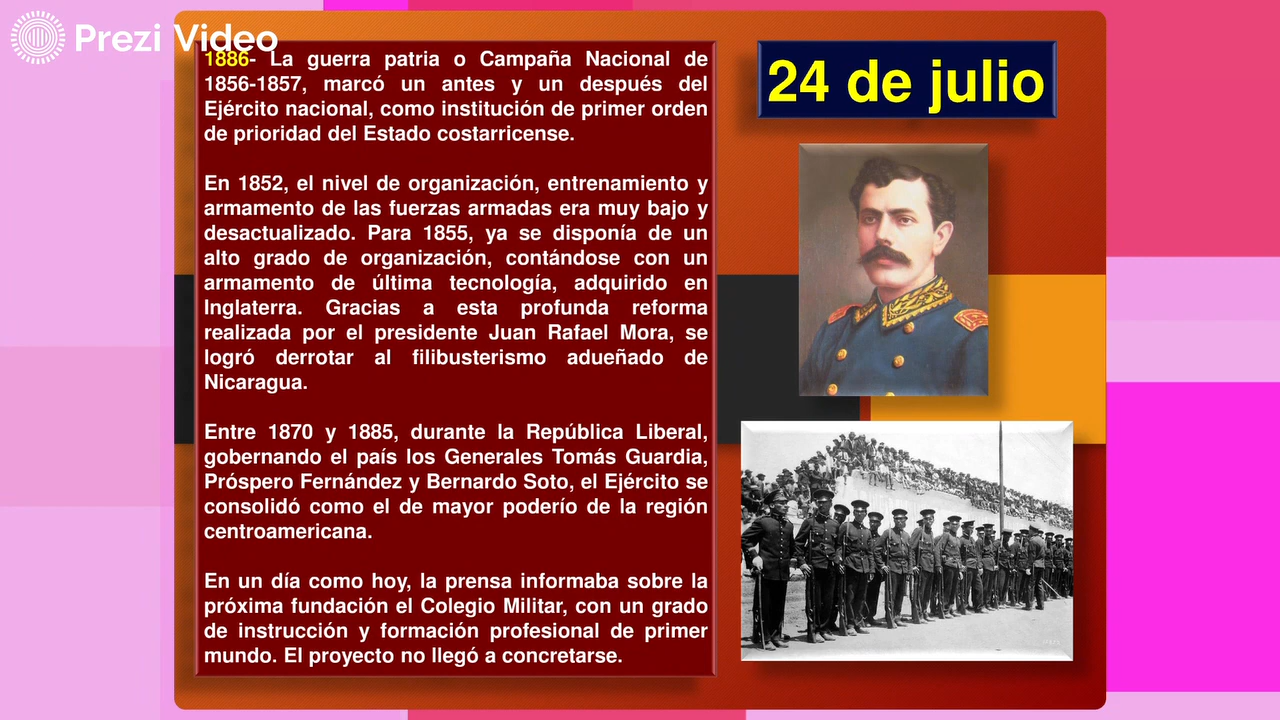 Prezi Video
1886- La guerra patria o Campaña Nacional de
1856-1857, marcó un antes y un después del
Ejército nacional, como institución de primer orden
de prioridad del Estado costarricense.
En 1852, el nivel de organización, entrenamiento y
armamento de las fuerzas armadas era muy bajo y
desactualizado. Para 1855, ya se disponía de un
alto grado de organización, contándose con un
armamento de última tecnología, adquirido en
Inglaterra. Gracias a esta profunda reforma
realizada por el presidente Juan Rafael Mora, se
logró derrotar al filibusterismo adueñado de
Nicaragua.
Entre 1870 y 1885, durante la República Liberal,
gobernando el país los Generales Tomás Guardia,
Próspero Fernández y Bernardo Soto, el Ejército se
consolidó como el de mayor poderío de la región
centroamericana.
En un día como hoy, la prensa informaba sobre la
próxima fundación el Colegio Militar, con un grado
de instrucción y formación profesional de primer
mundo. El proyecto no llegó a concretarse.
24 de julio